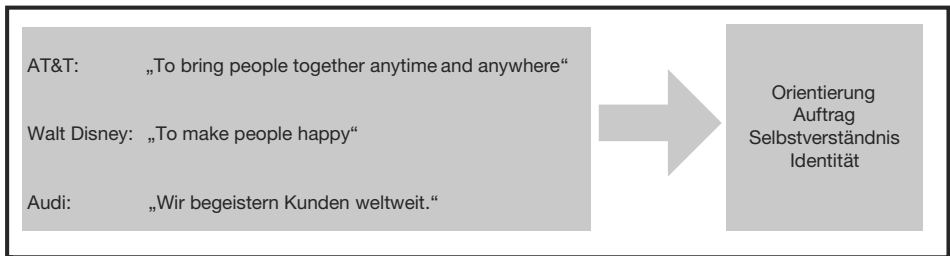 AT&T: „To bring people together anytime and anywhere“
Walt Disney: „To make people happy“
Audi: „Wir begeistern Kunden weltweit.“
Orientierung
Auftrag
Selbstverständnis
Identität